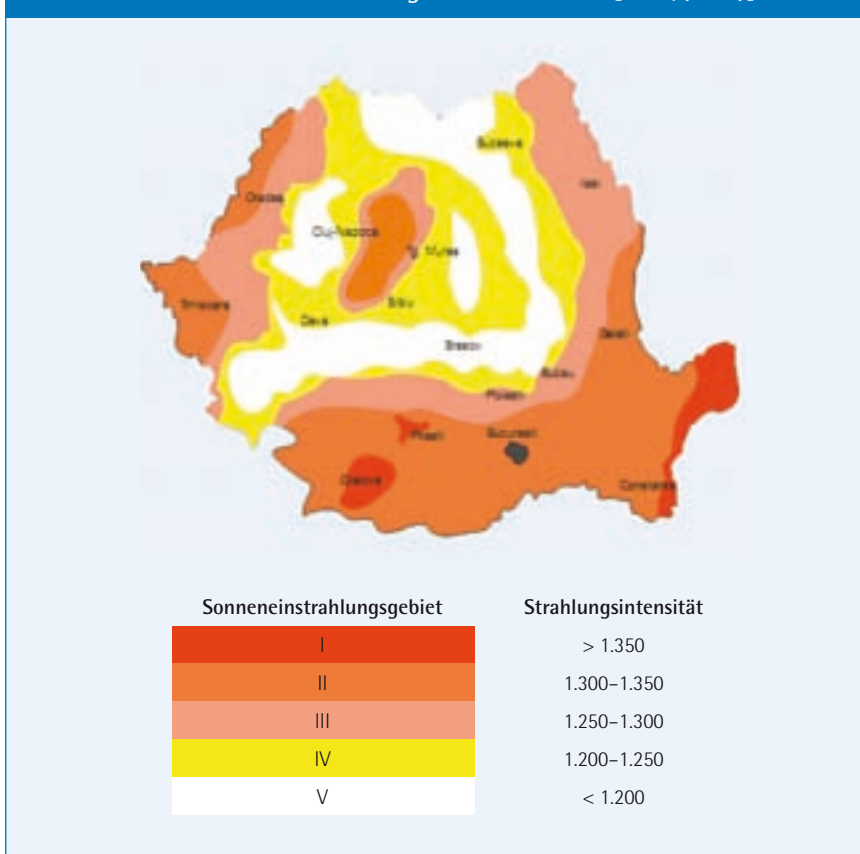 Oradea
Suceava
Iasi
Cluj-Napoca
Tg. Mures
Timisoara
Sibiu
Deva
Brasov
Galati
Buzau
Ploiesti
Pitesti
Bucuresti
Craiova
Constanta
Sonneneinstrahlungsgebiet Strahlungsintensität
I > 1.350
II 1.300–1.350
III 1.250–1.300
IV 1.200–1.250
V < 1.200